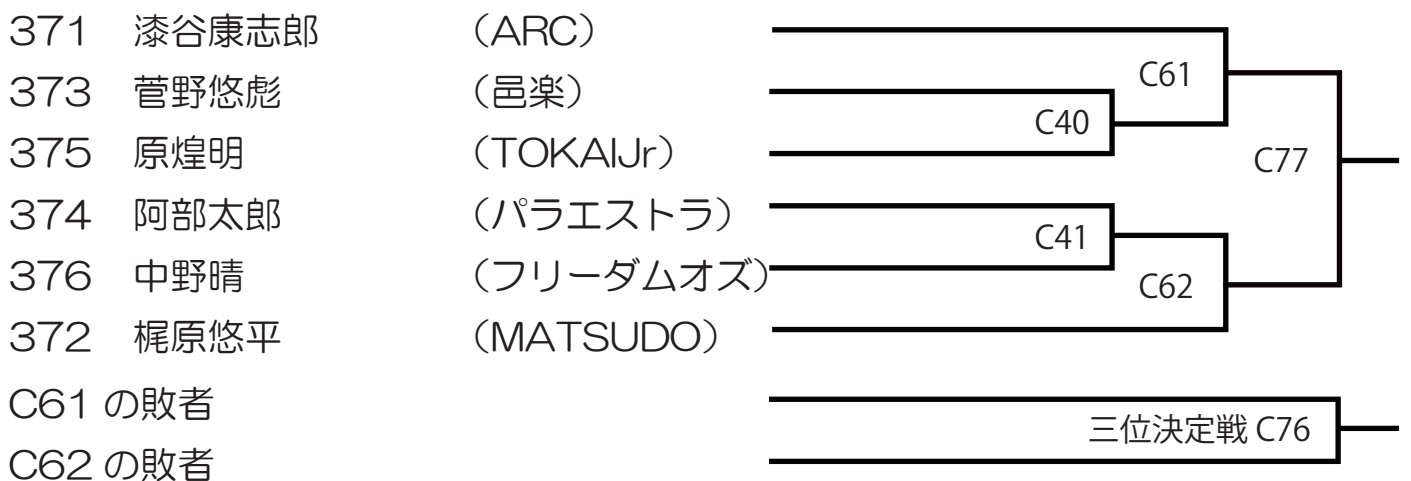 371 漆谷康志郎 (ARC)
C61
373 菅野悠彪 (邑楽)
C40
375 原煌明 (TOKAIJr)
C77
374 阿部太郎 (パラエストラ)
C41
376 中野晴 (フリーダムオズ)
C62
372 梶原悠平 (MATSUDO)
C61 の敗者
三位決定戦 C76
C62 の敗者